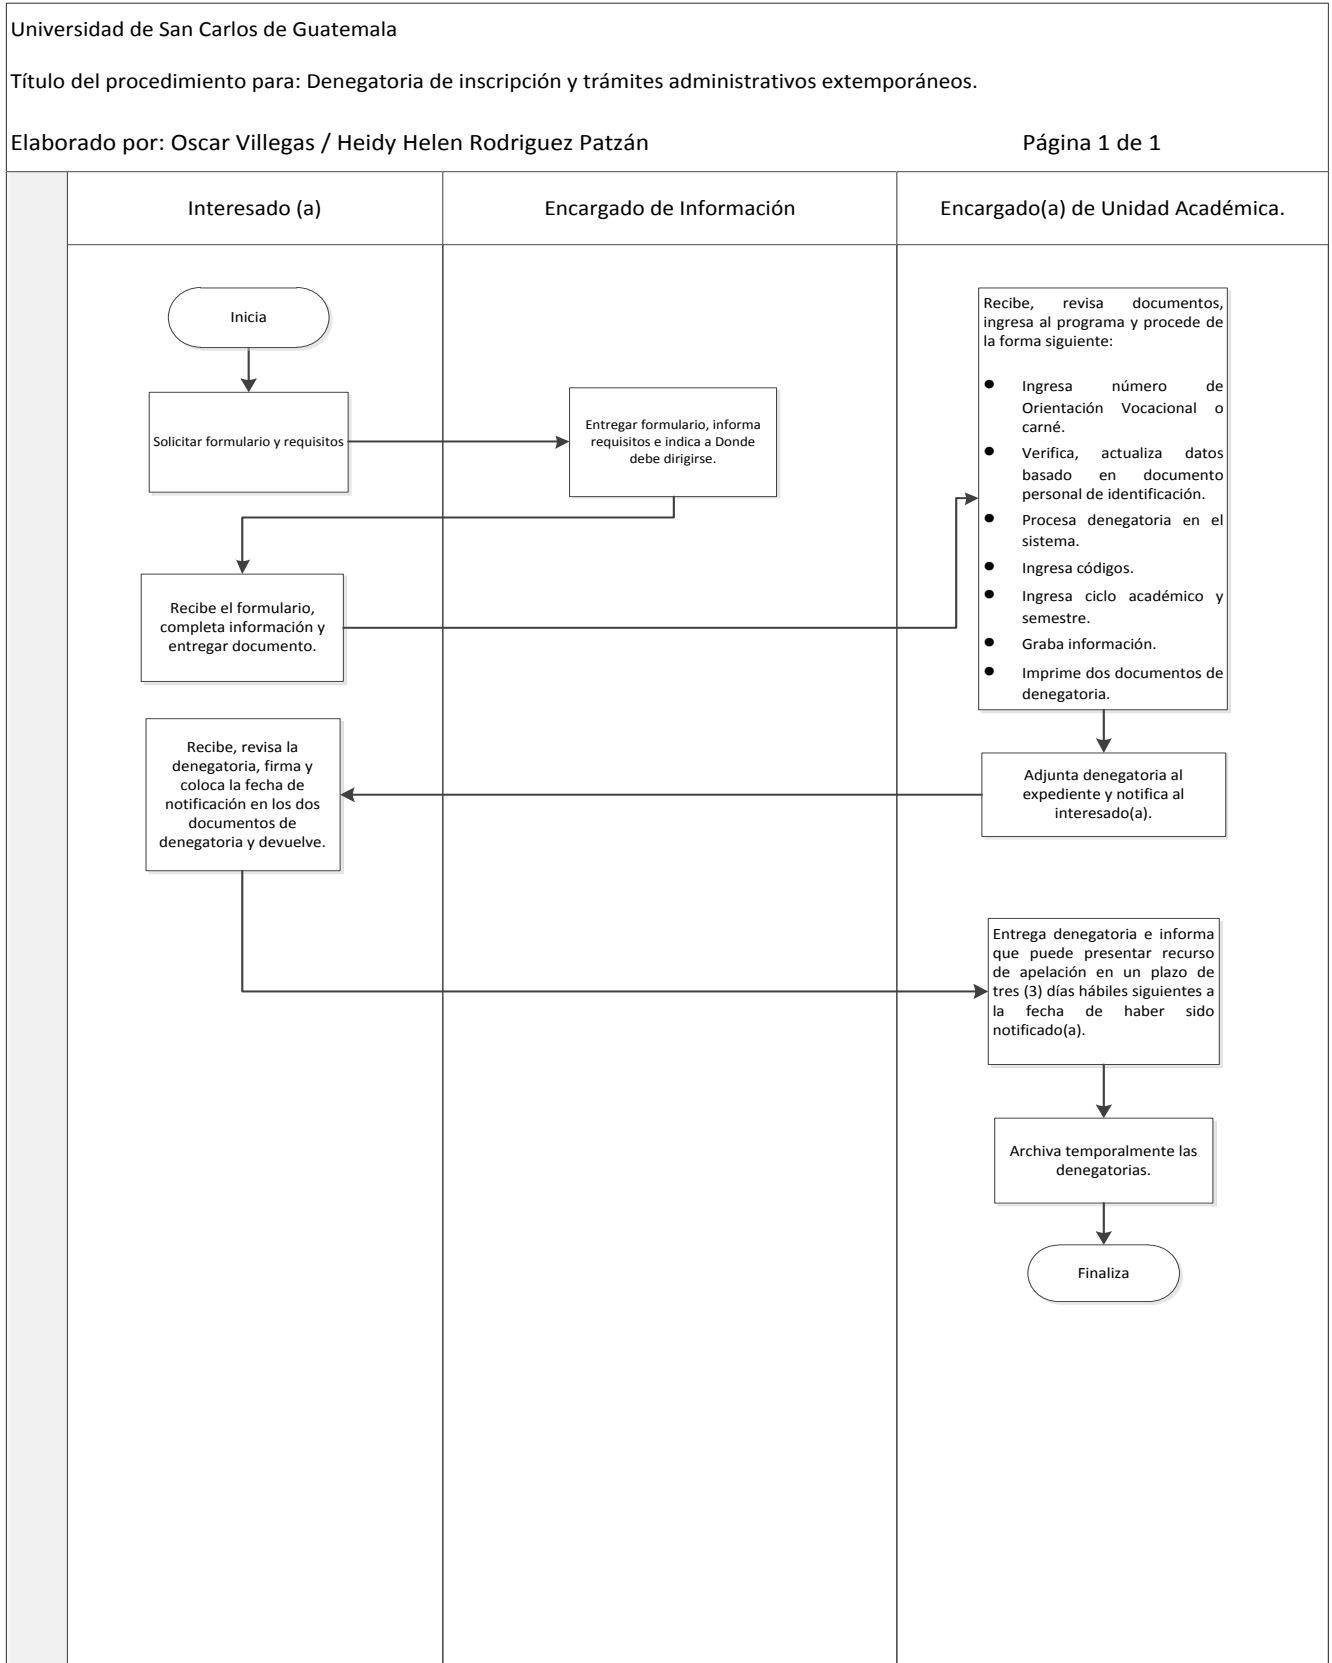 Universidad de San Carlos de Guatemala
Título del procedimiento para: Denegatoria de inscripción y trámites administrativos extemporáneos.
Elaborado por: Oscar Villegas / Heidy Helen Rodriguez Patzán
Página 1 de 1
Interesado (a)
Encargado de Información
Encargado(a) de Unidad Académica.
Inicia
Solicitar formulario y requisitos
Entregar formulario, informa
requisitos e indica a Donde
debe dirigirse.
Recibe el formulario,
completa información y
entregar documento.
Recibe, revisa documentos,
ingresa al programa y procede de
la forma siguiente:
● Ingresa número de
Orientación Vocacional o
carné.
● Verifica, actualiza datos
basado en documento
personal de identificación.
● Procesa denegatoria en el
sistema.
● Ingresa códigos.
● Ingresa ciclo académico y
semestre.
● Graba información.
● Imprime dos documentos de
denegatoria.
Adjunta denegatoria al
expediente y notifica al
interesado(a).
Recibe, revisa la
denegatoria, firma y
coloca la fecha de
notificación en los dos
documentos de
denegatoria y devuelve.
Entrega denegatoria e informa
que puede presentar recurso
de apelación en un plazo de
tres (3) días hábiles siguientes a
la fecha de haber sido
notificado(a).
Archiva temporalmente las
denegatorias.
Finaliza